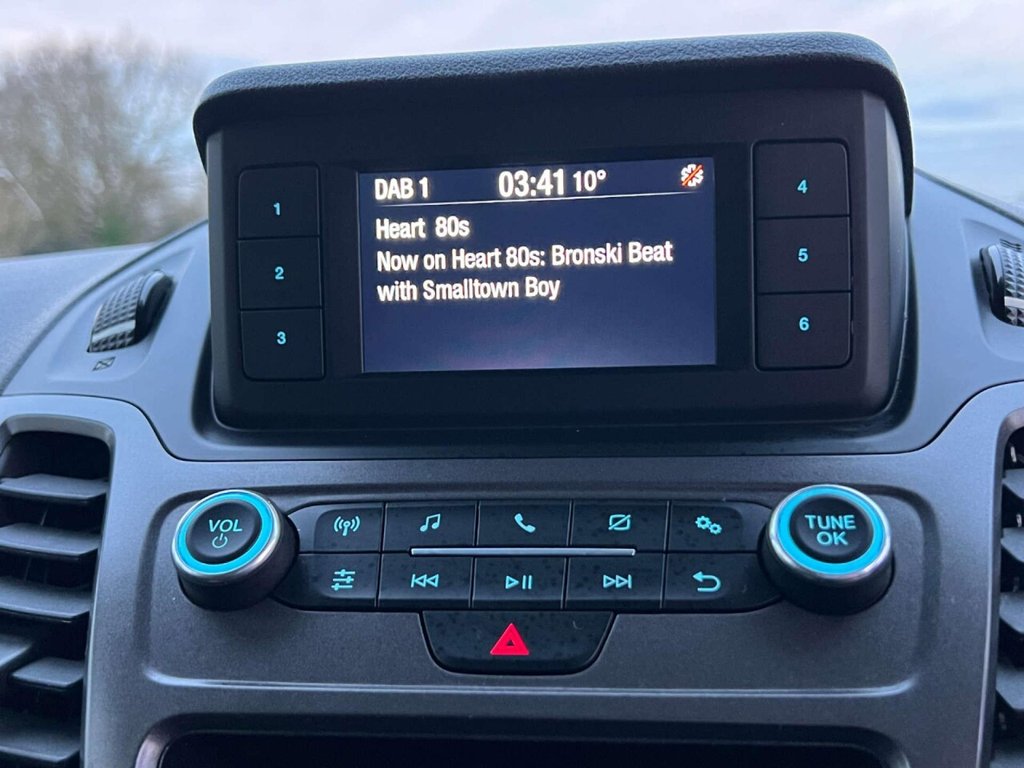 DAB 1 03:41 10°
Heart 80s
Now on Heart 80s: Bronski Beat
with Smalltown Boy
1
2
3
4
5
6
VOL
TUNE
OK